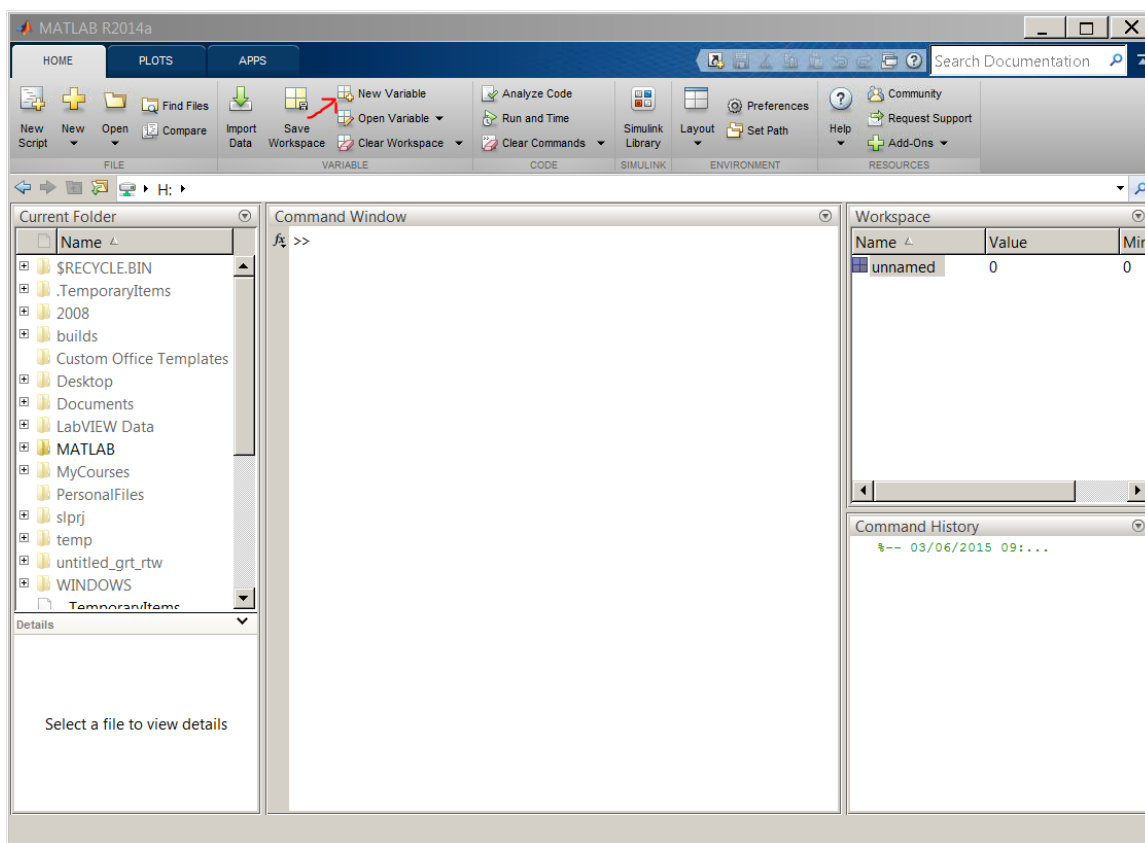 MATLAB R2014a
HOME PLOTS APPS
Search Documentation
New Script
New
Open
Find Files
Compare
Import Data
Save Workspace
New Variable
Open Variable
Clear Workspace
Analyze Code
Run and Time
Clear Commands
Simulink Library
Layout
Preferences
Set Path
Help
Community
Request Support
Add-Ons
FILE VARIABLE CODE SIMULINK ENVIRONMENT RESOURCES
H:
Current Folder
Name
$RECYCLE.BIN
.TemporaryItems
2008
builds
Custom Office Templates
Desktop
Documents
LabVIEW Data
MATLAB
MyCourses
PersonalFiles
slprj
temp
untitled_grt_rtw
WINDOWS
._TemporaryItems
Details
Select a file to view details
Command Window
fx >>
Workspace
Name Value Min
unnamed 0 0
Command History
%-- 03/06/2015 09:...